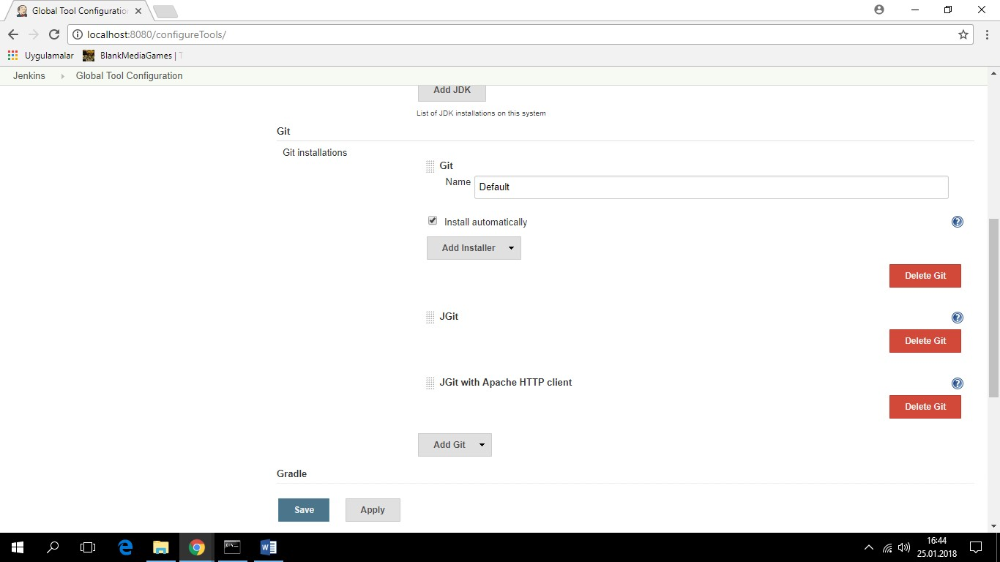 Global Tool Configuratio
localhost:8080/configureTools/
Uygulamalar BlankMediaGames | T
Jenkins Global Tool Configuration
Add JDK
List of JDK installations on this system
Git
Git installations
Git
Name Default
Install automatically
Add Installer
Delete Git
JGit
Delete Git
JGit with Apache HTTP client
Delete Git
Add Git
Gradle
Save Apply
16:44
25.01.2018